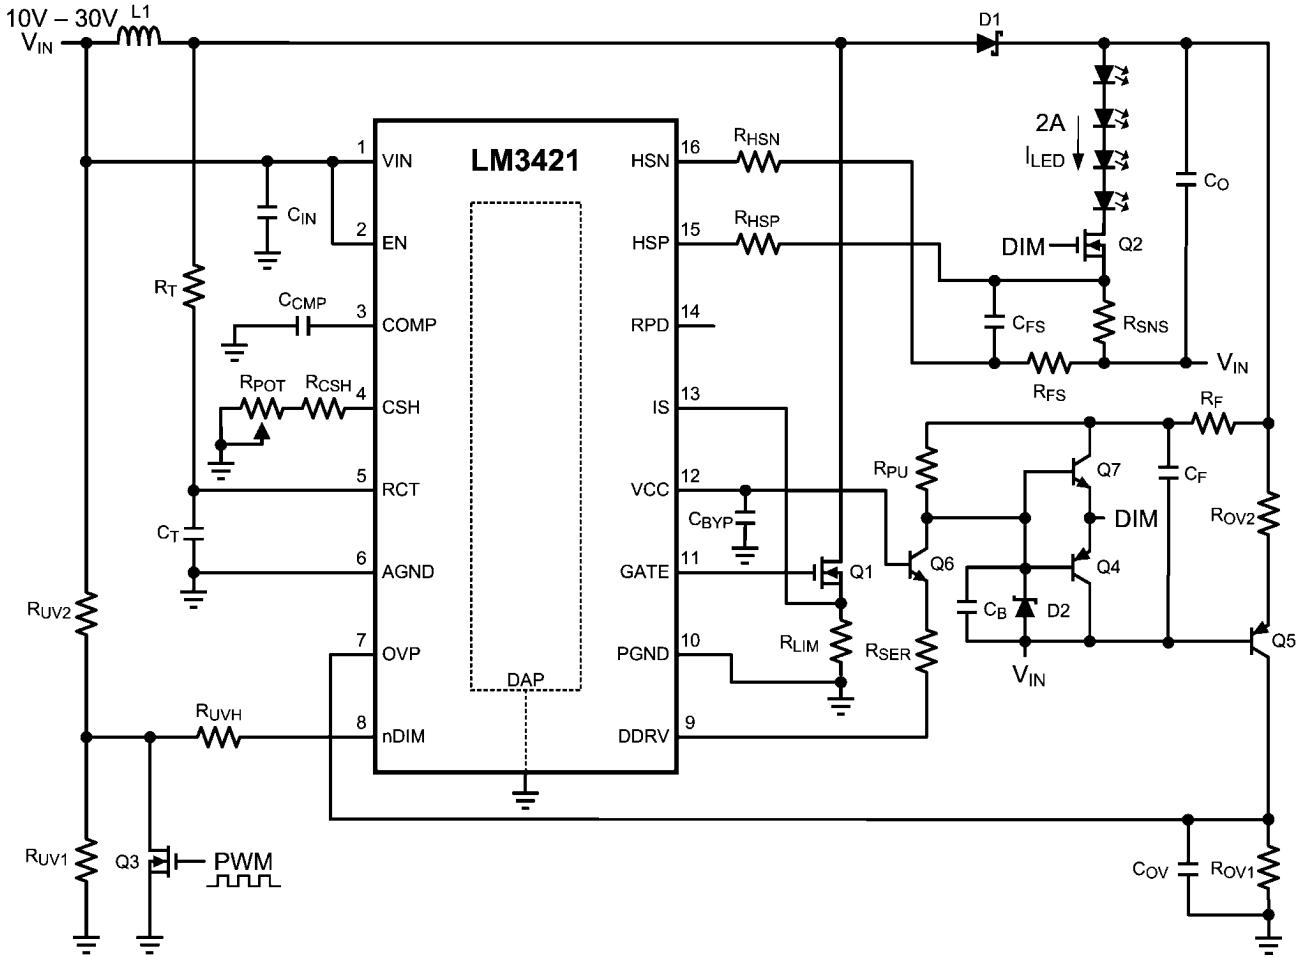 10V – 30V
L1
VIN
D1
LM3421
1
VIN
2
EN
3
COMP
4
CSH
5
RCT
6
AGND
7
OVP
8
nDIM
16
HSN
15
HSP
14
RPD
13
IS
12
VCC
11
GATE
10
PGND
9
DDRV
DAP
CIN
RT
CCMP
RPOT
RCSH
CT
RUV2
RUVH
RUV1
Q3
PWM
RHSN
RHSP
2A
ILED
CO
DIM
Q2
CFS
RSNS
RFS
VIN
RF
RPU
Q7
CF
CBYP
DIM
ROV2
Q1
Q6
Q4
CB
D2
RLIM
RSER
VIN
Q5
COV
ROV1